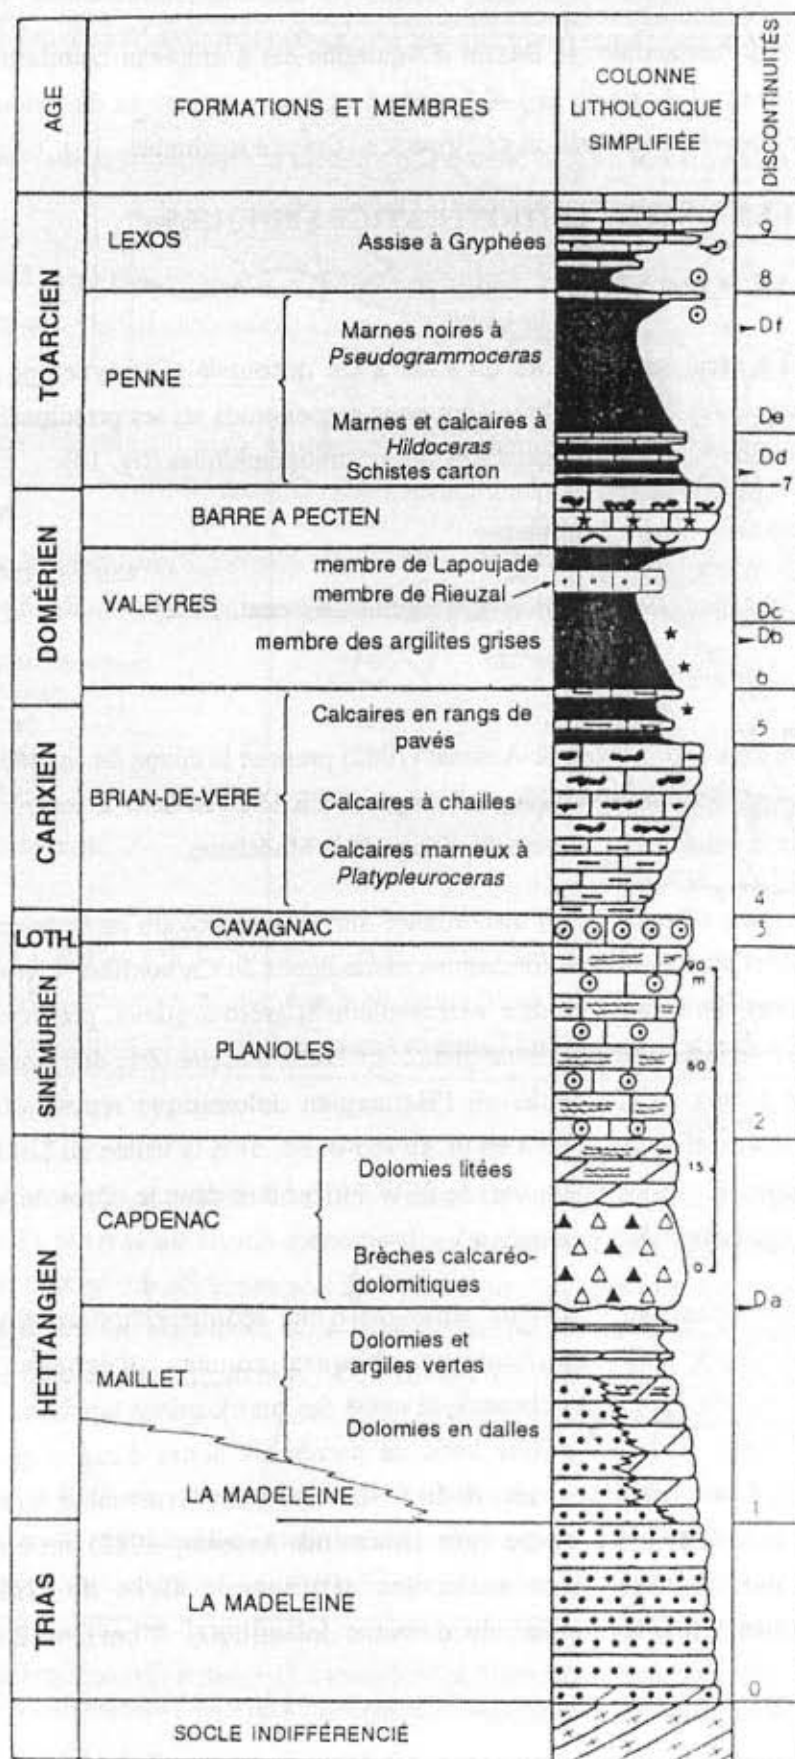 AGE
FORMATIONS ET MEMBRES
COLONNE
LITHOLOGIQUE
SIMPLIFIÉE
DISCONTINUITÉS
TOARCIEN
LEXOS
Assise à Gryphées
9
8
PENNE
Marnes noires à
Pseudogrammoceras
Df
Marnes et calcaires à
Hildoceras
Schistes carton
De
Dd
7
DOMÉRIEN
BARRE A PECTEN
VALEYRES
membre de Lapoujade
membre de Rieuzal
membre des argilites grises
Dc
Db
6
CARIXIEN
BRIAN-DE-VERE
Calcaires en rangs de
pavés
5
Calcaires à chailles
Calcaires marneux à
Platypleuroceras
4
LOTH.
CAVAGNAC
3
SINÉMURIEN
PLANIOLES
90
m
60
2
HETTANGIEN
CAPDENAC
Dolomies litées
15
Brèches calcaréo-
dolomitiques
0
Da
MAILLET
Dolomies et
argiles vertes
Dolomies en dalles
LA MADELEINE
1
TRIAS
LA MADELEINE
0
SOCLE INDIFFÉRENCIÉ